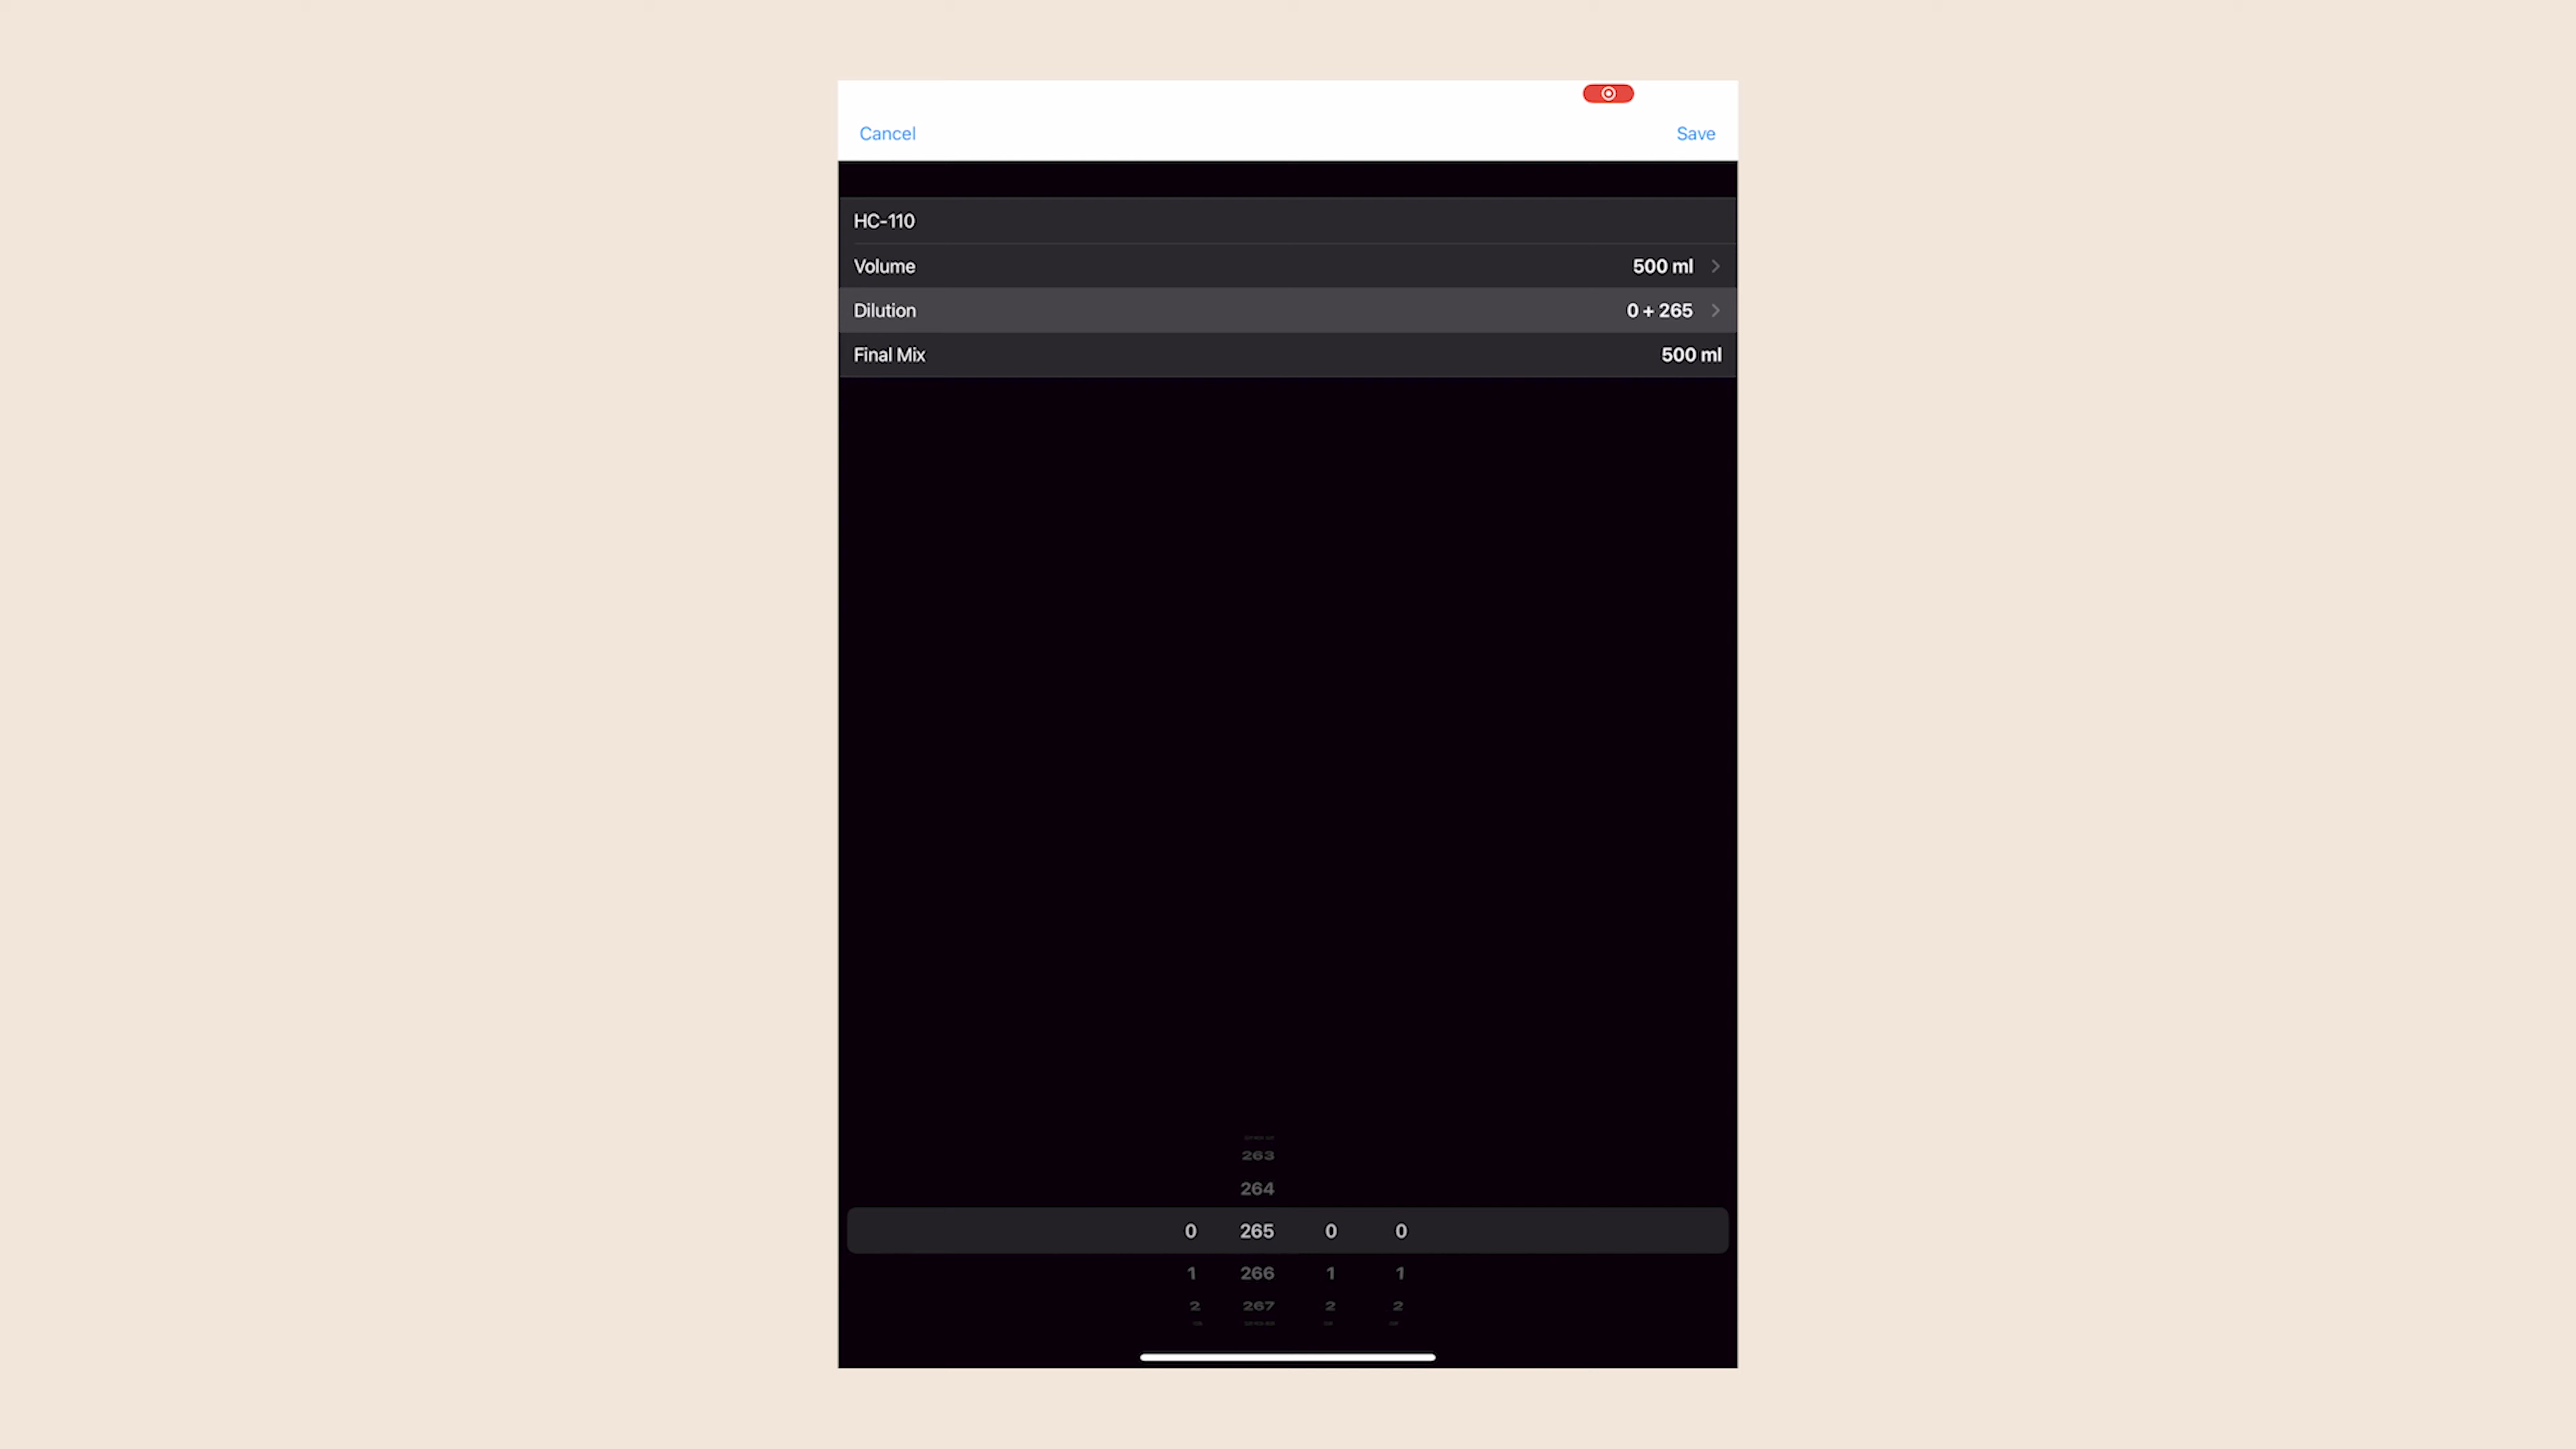 Cancel Save
HC-110
Volume 500 ml
Dilution 0 + 265
Final Mix 500 ml
263
264
0 265 0 0
1 266 1 1
2 267 2 2